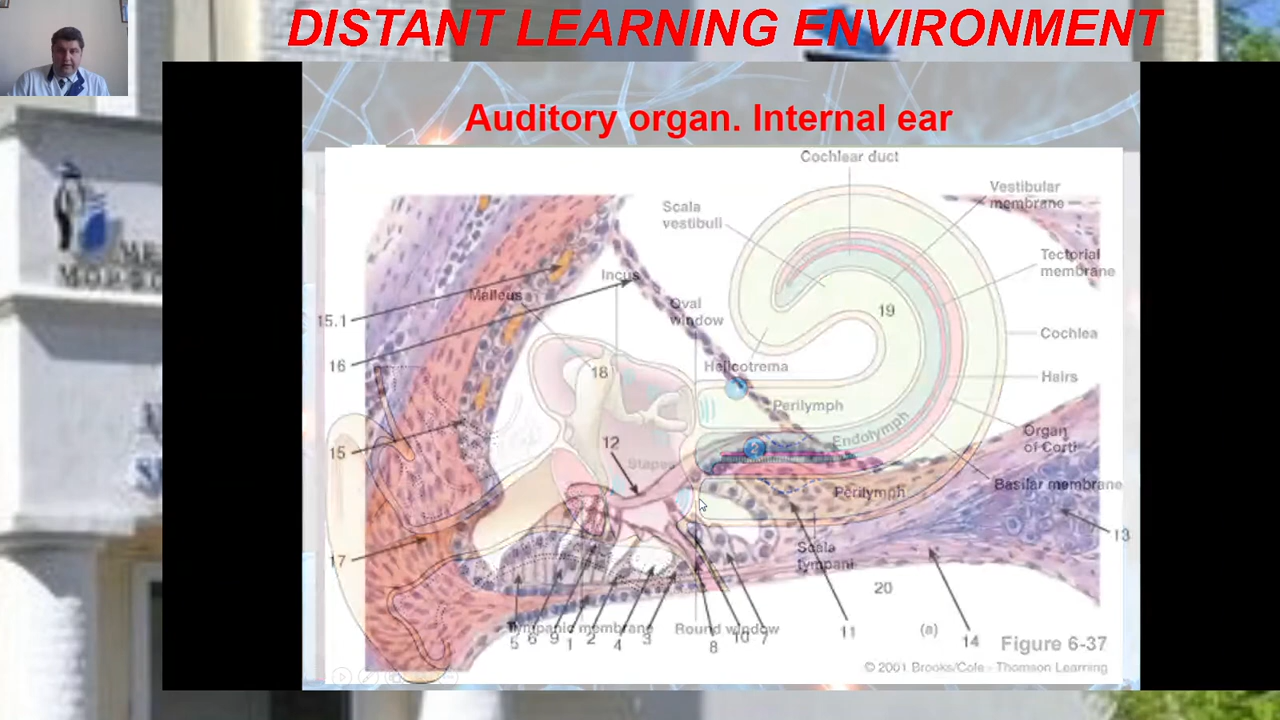 DISTANT LEARNING ENVIRONMENT
Auditory organ. Internal ear
Cochlear duct
Vestibular
membrane
Scala
vestibuli
Tectorial
membrane
Incus
Malleus
Oval
window
15.1
19
Cochlea
16
18
Helicotrema
Hairs
Perilymph
Endolymph
Organ
of Corti
12
15
2
Stapes
Basilar membrane
Perilymph
13
17
Scala
tympani
20
Tympanic membrane
Round window
5 6 9 1 2 4 3 8 10 7
11
(a)
14
Figure 6-37
© 2001 Brooks/Cole - Thomson Learning